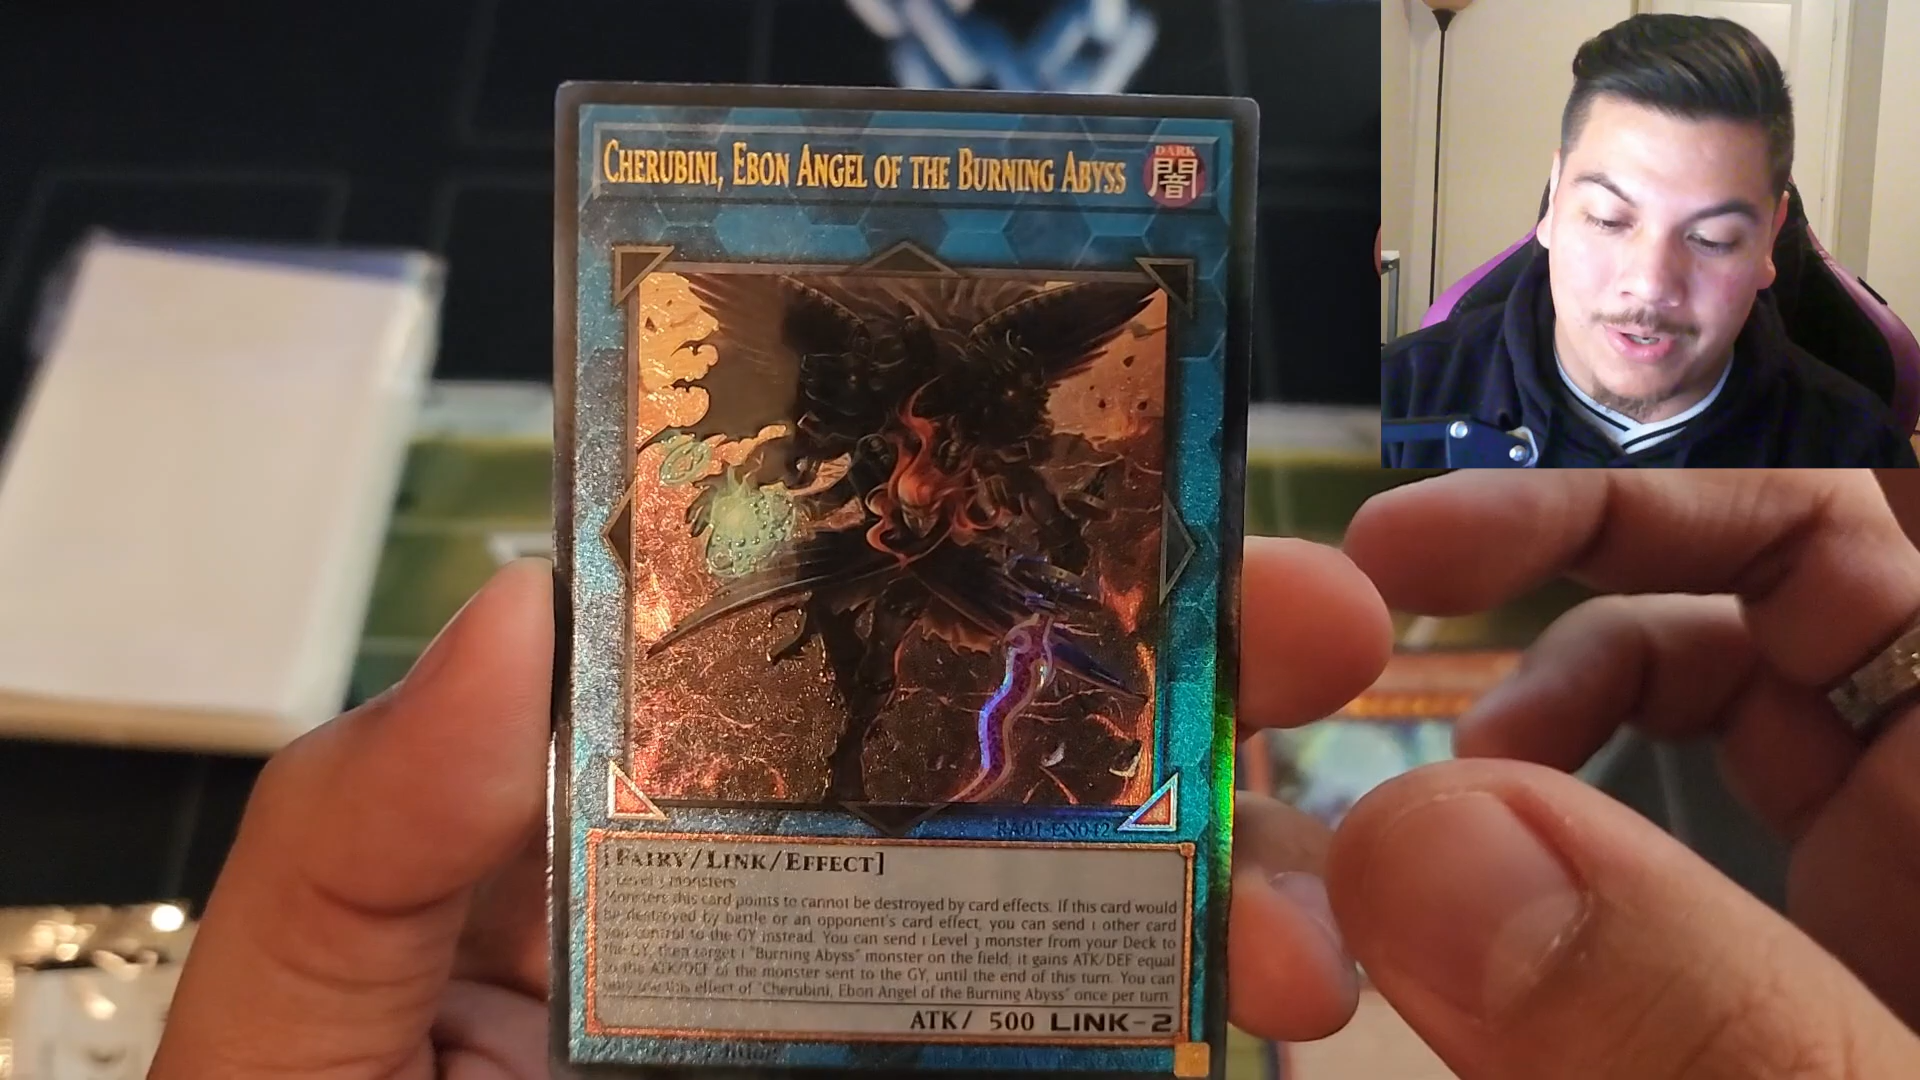 CHERUBINI, EBON ANGEL OF THE BURNING ABYSS
DARK
闇
RA01-EN042
[FAIRY/LINK/EFFECT]
2 Level 3 monsters
Monsters this card points to cannot be destroyed by card effects. If this card would
be destroyed by battle or an opponent's card effect, you can send 1 other card
you control to the GY instead. You can send 1 Level 3 monster from your Deck to
the GY, then target 1 "Burning Abyss" monster on the field; it gains ATK/DEF equal
to the ATK/DEF of the monster sent to the GY, until the end of this turn. You can
only use this effect of "Cherubini, Ebon Angel of the Burning Abyss" once per turn.
ATK/ 500 LINK-2